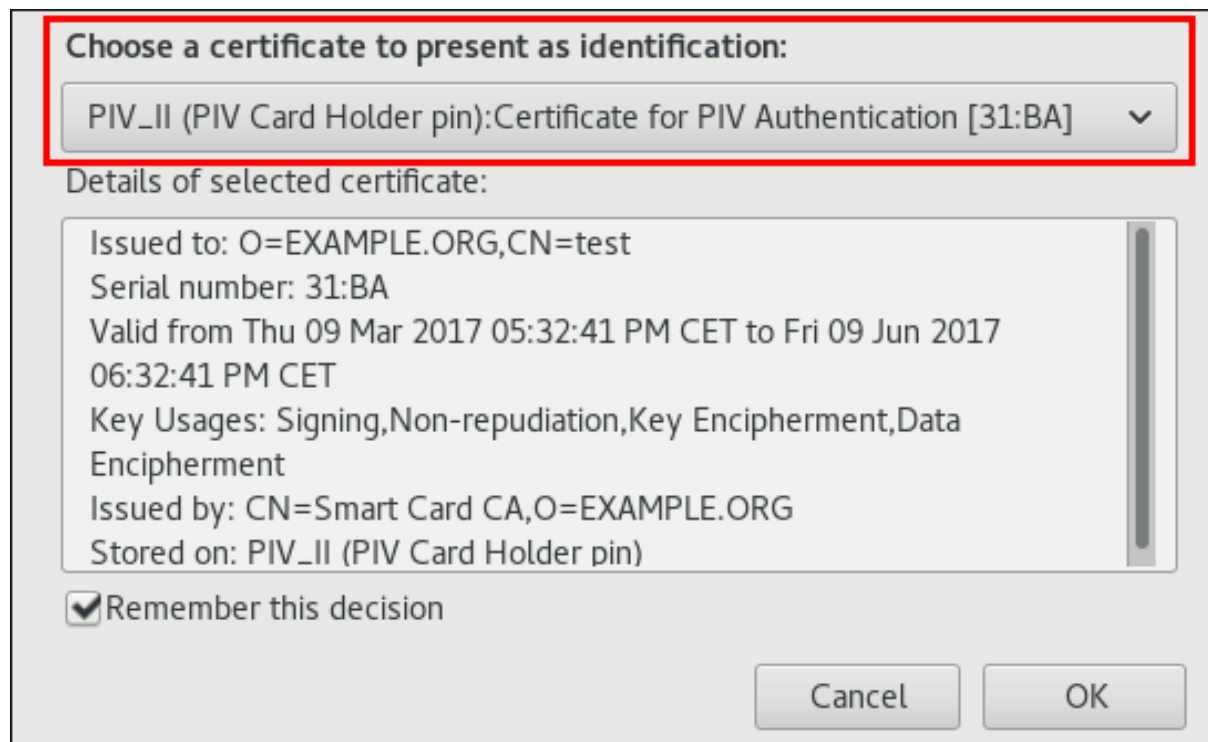 Choose a certificate to present as identification:
PIV_II (PIV Card Holder pin):Certificate for PIV Authentication [31:BA]
Details of selected certificate:
Issued to: O=EXAMPLE.ORG,CN=test
Serial number: 31:BA
Valid from Thu 09 Mar 2017 05:32:41 PM CET to Fri 09 Jun 2017
06:32:41 PM CET
Key Usages: Signing,Non-repudiation,Key Encipherment,Data
Encipherment
Issued by: CN=Smart Card CA,O=EXAMPLE.ORG
Stored on: PIV_II (PIV Card Holder pin)
Remember this decision
Cancel OK